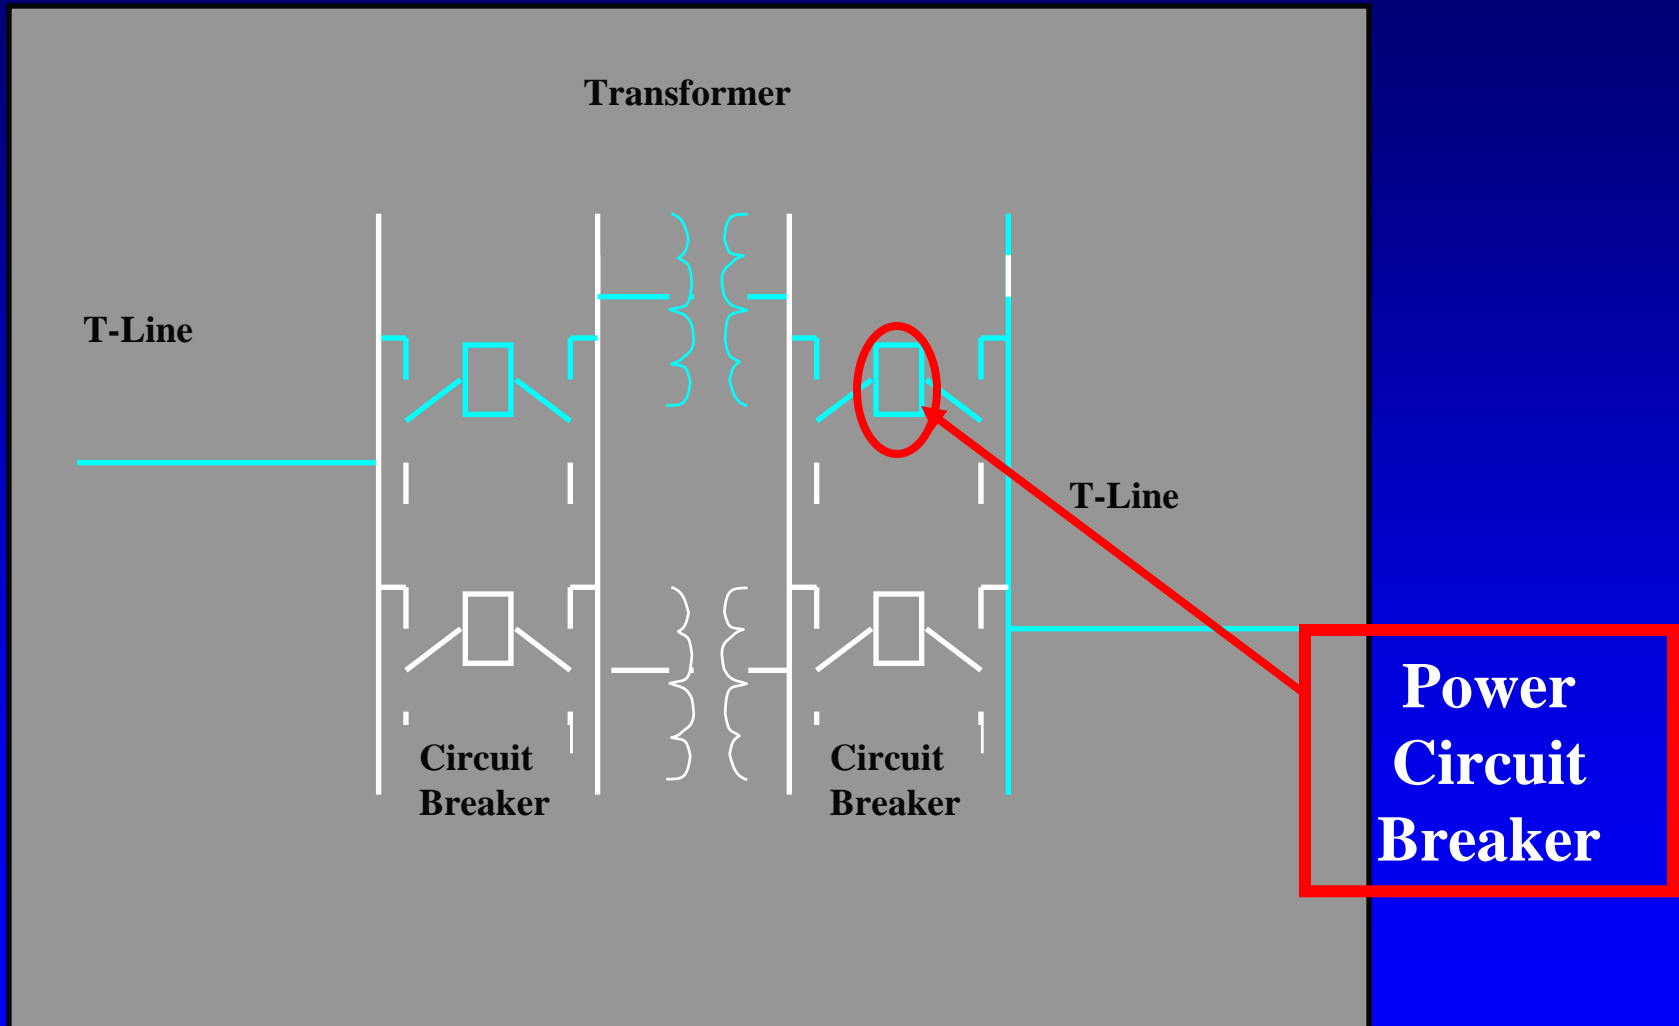 Transformer
T-Line
T-Line
Circuit
Breaker
Circuit
Breaker
Power
Circuit
Breaker